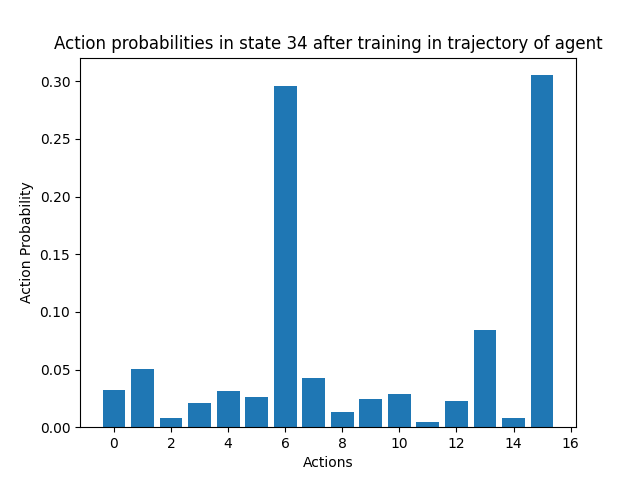 Action probabilities in state 34 after training in trajectory of agent
0.30
0.25
0.20
0.15
0.10
0.05
0.00
Action Probability
0 2 4 6 8 10 12 14 16
Actions